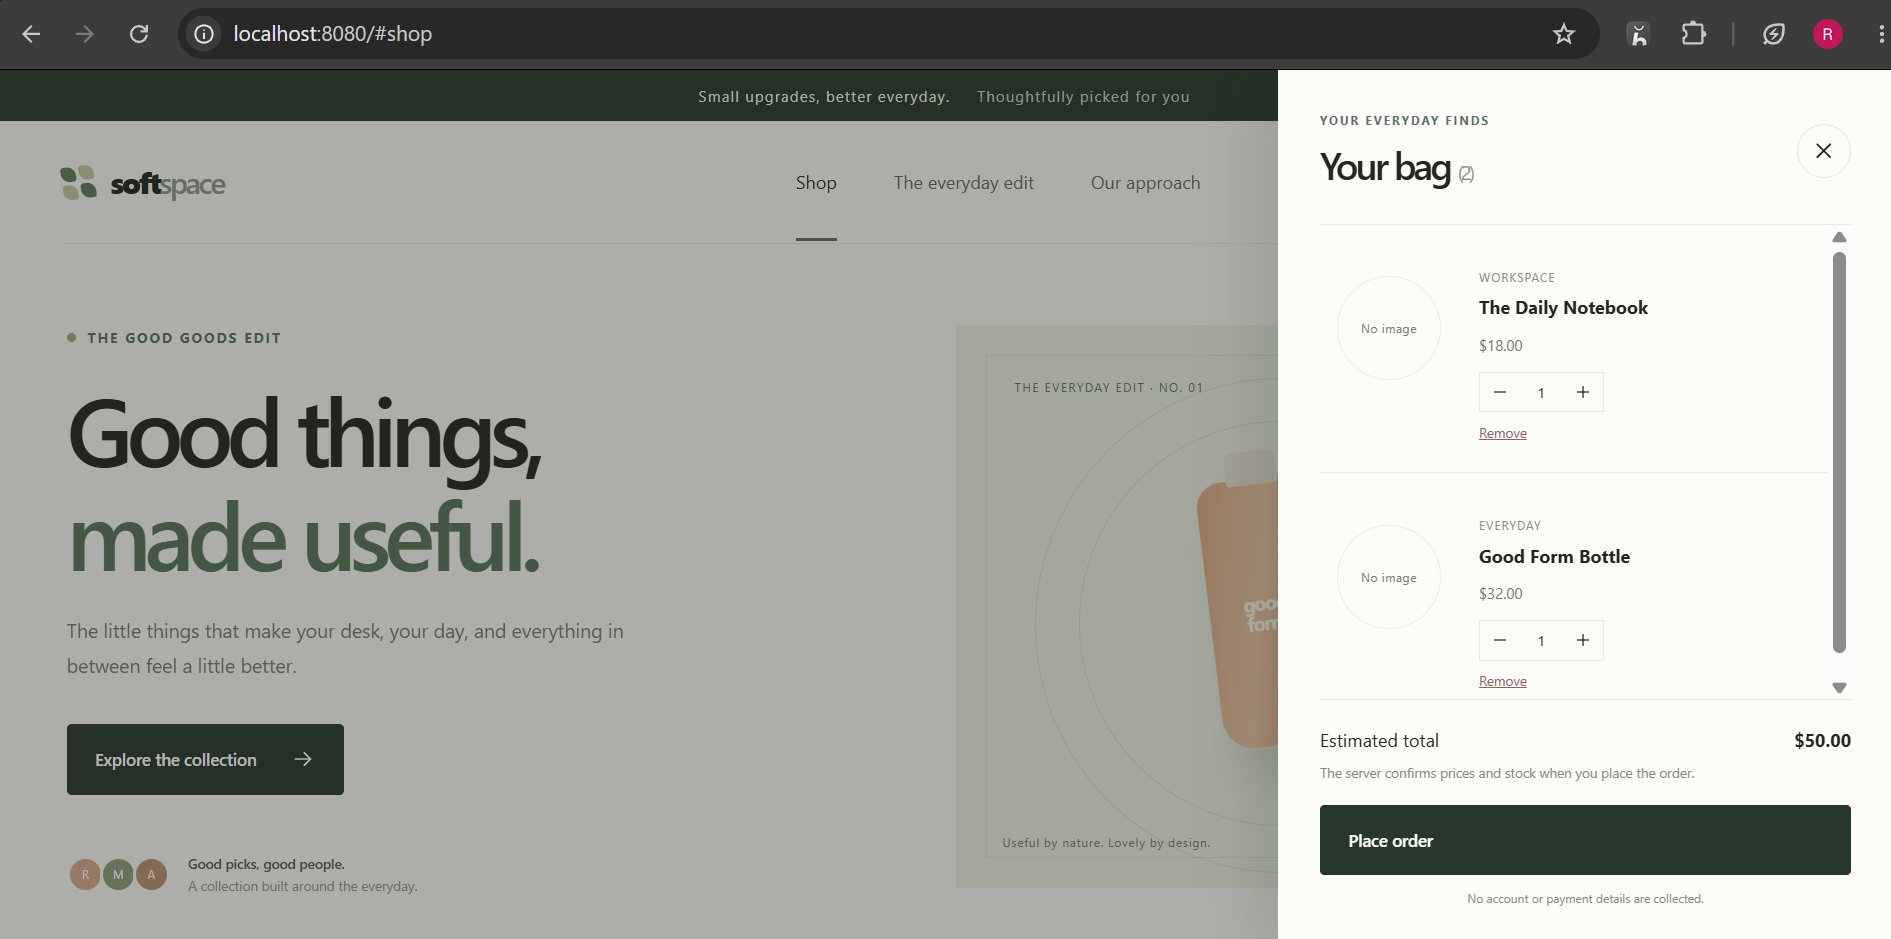 localhost:8080/#shop
R
Small upgrades, better everyday. Thoughtfully picked for you
softspace
Shop
The everyday edit
Our approach
THE GOOD GOODS EDIT
Good things,
made useful.
The little things that make your desk, your day, and everything in
between feel a little better.
Explore the collection
R M A
Good picks, good people.
A collection built around the everyday.
THE EVERYDAY EDIT · NO. 01
good
form
Useful by nature. Lovely by design.
YOUR EVERYDAY FINDS
Your bag (2)
No image
WORKSPACE
The Daily Notebook
$18.00
1
Remove
No image
EVERYDAY
Good Form Bottle
$32.00
1
Remove
Estimated total $50.00
The server confirms prices and stock when you place the order.
Place order
No account or payment details are collected.